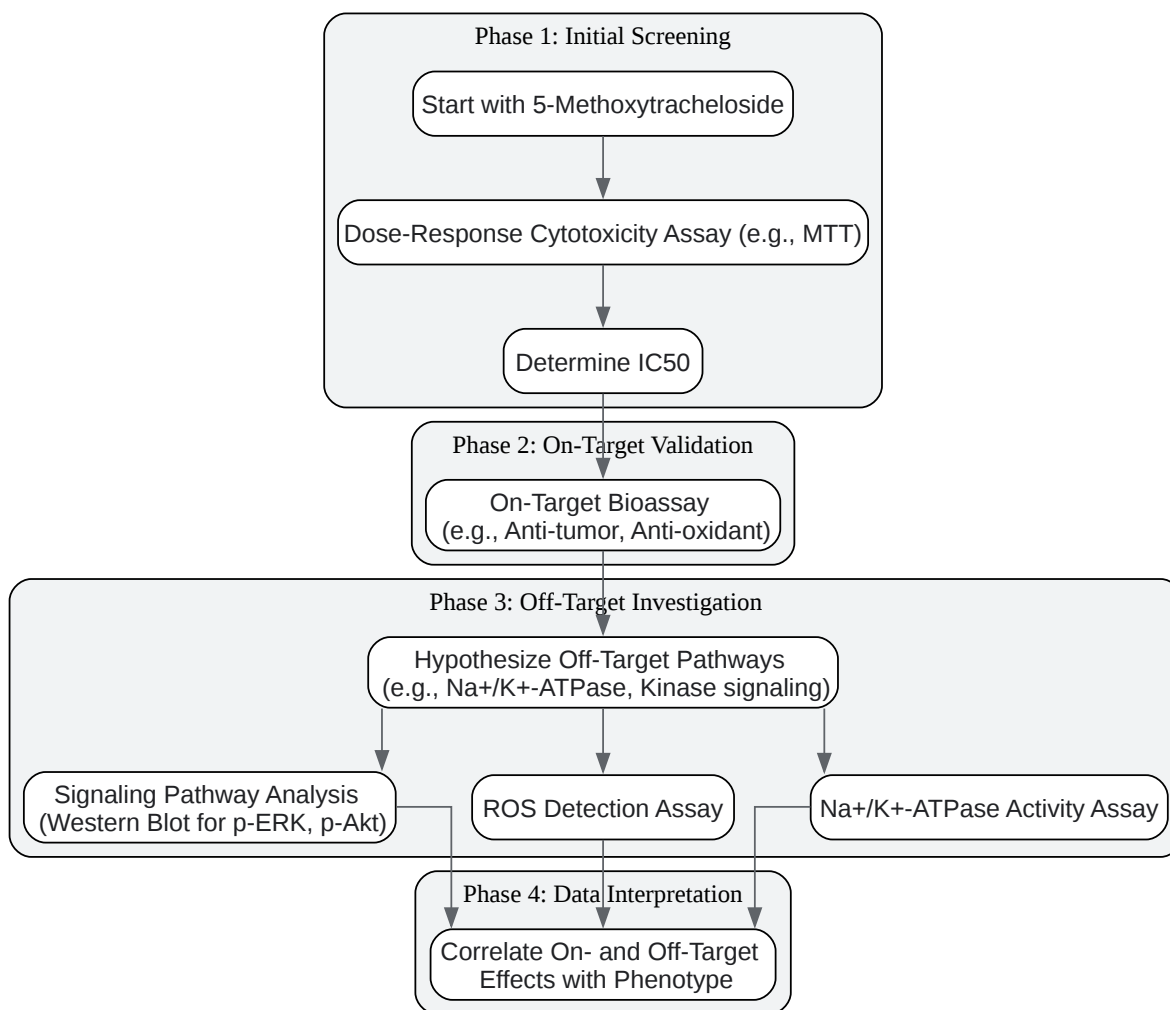 Phase 1: Initial Screening
Start with 5-Methoxytracheloside
Dose-Response Cytotoxicity Assay (e.g., MTT)
Determine IC50
Phase 2: On-Target Validation
On-Target Bioassay
(e.g., Anti-tumor, Anti-oxidant)
Phase 3: Off-Target Investigation
Hypothesize Off-Target Pathways
(e.g., Na+/K+-ATPase, Kinase signaling)
Signaling Pathway Analysis
(Western Blot for p-ERK, p-Akt)
ROS Detection Assay
Na+/K+-ATPase Activity Assay
Phase 4: Data Interpretation
Correlate On- and Off-Target
Effects with Phenotype